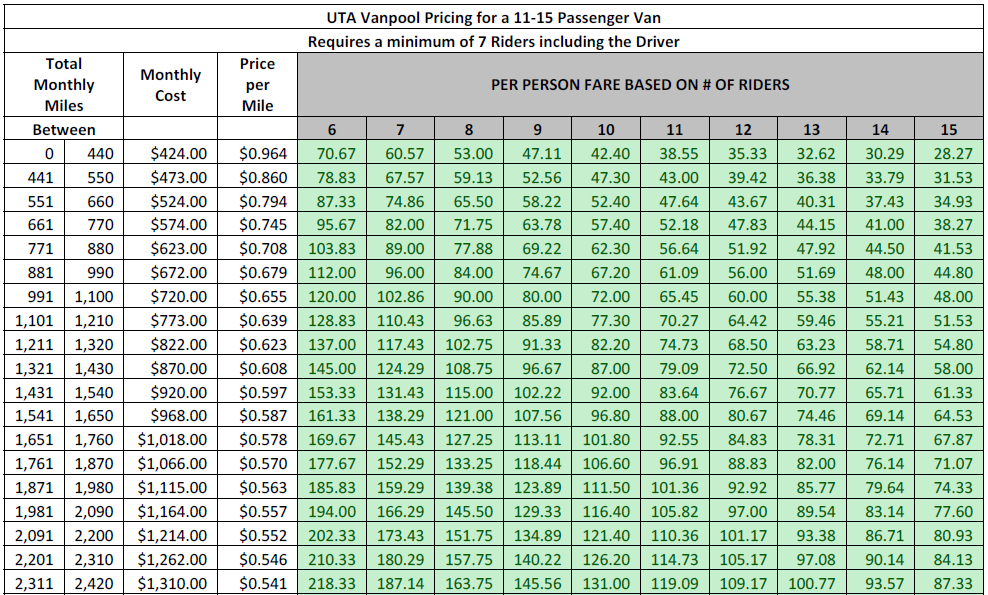 UTA Vanpool Pricing for a 11-15 Passenger Van
Requires a minimum of 7 Riders including the Driver
Total Monthly Miles Monthly Cost Price per Mile PER PERSON FARE BASED ON # OF RIDERS
Between 6 7 8 9 10 11 12 13 14 15
0 440 $424.00 $0.964 70.67 60.57 53.00 47.11 42.40 38.55 35.33 32.62 30.29 28.27
441 550 $473.00 $0.860 78.83 67.57 59.13 52.56 47.30 43.00 39.42 36.38 33.79 31.53
551 660 $524.00 $0.794 87.33 74.86 65.50 58.22 52.40 47.64 43.67 40.31 37.43 34.93
661 770 $574.00 $0.745 95.67 82.00 71.75 63.78 57.40 52.18 47.83 44.15 41.00 38.27
771 880 $623.00 $0.708 103.83 89.00 77.88 69.22 62.30 56.64 51.92 47.92 44.50 41.53
881 990 $672.00 $0.679 112.00 96.00 84.00 74.67 67.20 61.09 56.00 51.69 48.00 44.80
991 1,100 $720.00 $0.655 120.00 102.86 90.00 80.00 72.00 65.45 60.00 55.38 51.43 48.00
1,101 1,210 $773.00 $0.639 128.83 110.43 96.63 85.89 77.30 70.27 64.42 59.46 55.21 51.53
1,211 1,320 $822.00 $0.623 137.00 117.43 102.75 91.33 82.20 74.73 68.50 63.23 58.71 54.80
1,321 1,430 $870.00 $0.608 145.00 124.29 108.75 96.67 87.00 79.09 72.50 66.92 62.14 58.00
1,431 1,540 $920.00 $0.597 153.33 131.43 115.00 102.22 92.00 83.64 76.67 70.77 65.71 61.33
1,541 1,650 $968.00 $0.587 161.33 138.29 121.00 107.56 96.80 88.00 80.67 74.46 69.14 64.53
1,651 1,760 $1,018.00 $0.578 169.67 145.43 127.25 113.11 101.80 92.55 84.83 78.31 72.71 67.87
1,761 1,870 $1,066.00 $0.570 177.67 152.29 133.25 118.44 106.60 96.91 88.83 82.00 76.14 71.07
1,871 1,980 $1,115.00 $0.563 185.83 159.29 139.38 123.89 111.50 101.36 92.92 85.77 79.64 74.33
1,981 2,090 $1,164.00 $0.557 194.00 166.29 145.50 129.33 116.40 105.82 97.00 89.54 83.14 77.60
2,091 2,200 $1,214.00 $0.552 202.33 173.43 151.75 134.89 121.40 110.36 101.17 93.38 86.71 80.93
2,201 2,310 $1,262.00 $0.546 210.33 180.29 157.75 140.22 126.20 114.73 105.17 97.08 90.14 84.13
2,311 2,420 $1,310.00 $0.541 218.33 187.14 163.75 145.56 131.00 119.09 109.17 100.77 93.57 87.33